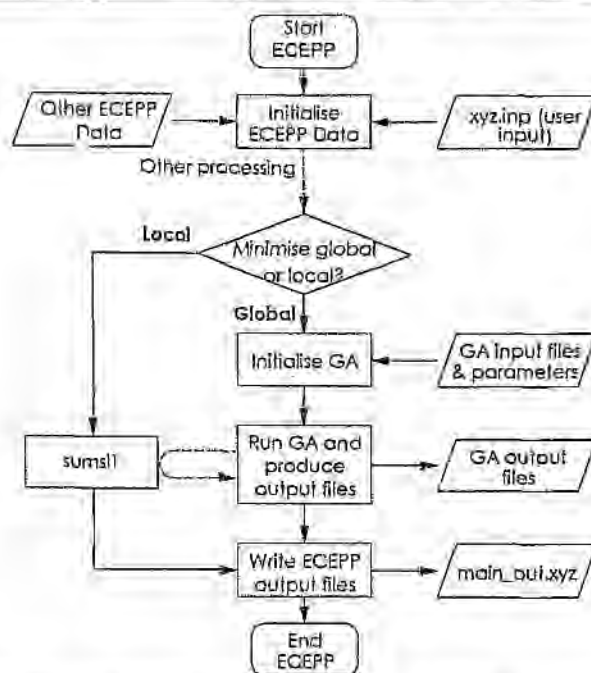 Start
ECEPP
Other ECEPP
Data
Initialise
ECEPP Data
xyz.inp (user
input)
Other processing
Local
Minimise global
or local?
Global
Initialise GA
GA input files
& parameters
sumsl1
Run GA and
produce
output files
GA output
files
Write ECEPP
output files
main_out.xyz
End
ECEPP